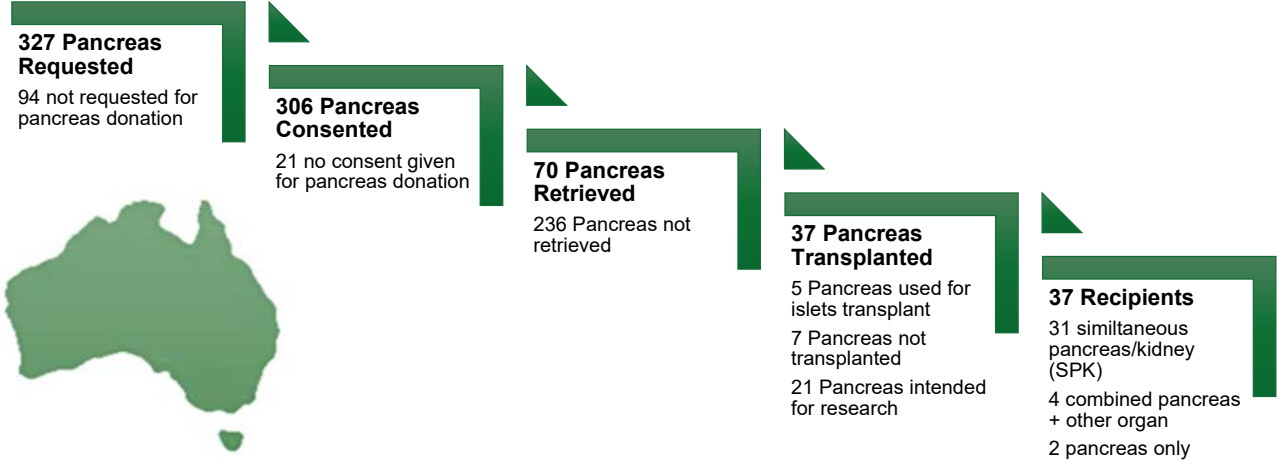 327 Pancreas
Requested
94 not requested for
pancreas donation
306 Pancreas
Consented
21 no consent given
for pancreas donation
70 Pancreas
Retrieved
236 Pancreas not
retrieved
37 Pancreas
Transplanted
5 Pancreas used for
islets transplant
7 Pancreas not
transplanted
21 Pancreas intended
for research
37 Recipients
31 similtaneous
pancreas/kidney
(SPK)
4 combined pancreas
+ other organ
2 pancreas only